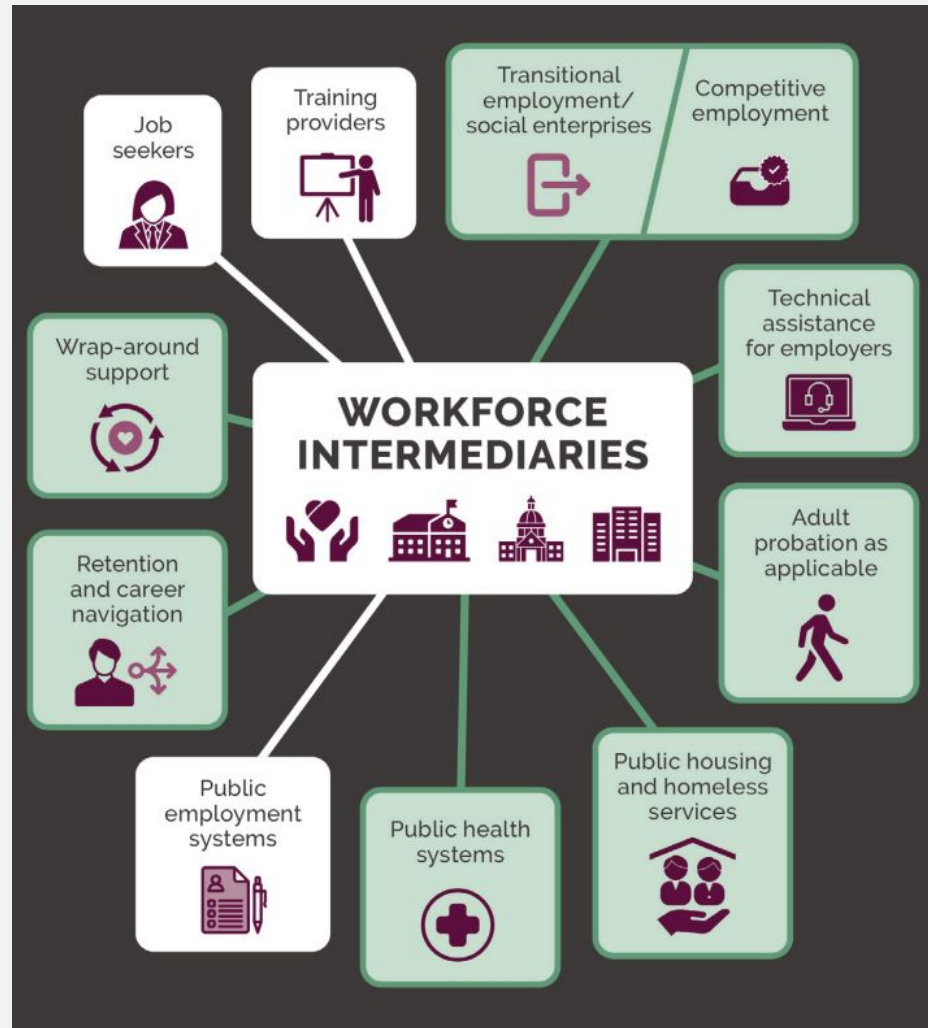 Job
seekers
Training
providers
Transitional
employment/
social enterprises
Competitive
employment
Wrap-around
support
Technical
assistance
for employers
WORKFORCE
INTERMEDIARIES
Retention
and career
navigation
Adult
probation as
applicable
Public
employment
systems
Public health
systems
Public housing
and homeless
services